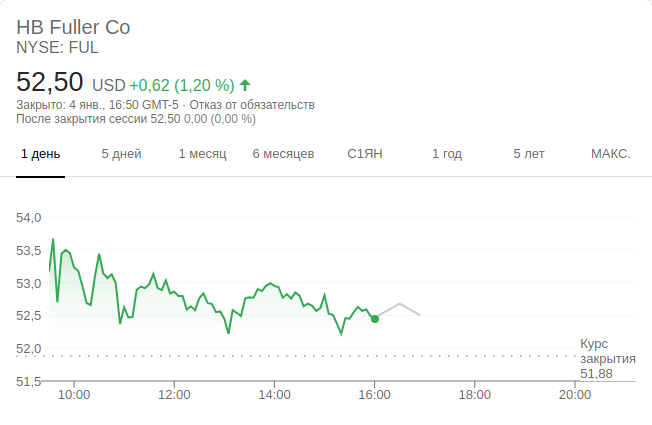 HB Fuller Co
NYSE: FUL
52,50 USD +0,62 (1,20 %)
Закрыто: 4 янв., 16:50 GMT-5 · Отказ от обязательств
После закрытия сессии 52,50 0,00 (0,00 %)
1 день 5 дней 1 месяц 6 месяцев С1ЯН 1 год 5 лет МАКС.
54,0
53,5
53,0
52,5
52,0
Курс
закрытия
51,88
51,5
10:00 12:00 14:00 16:00 18:00 20:00